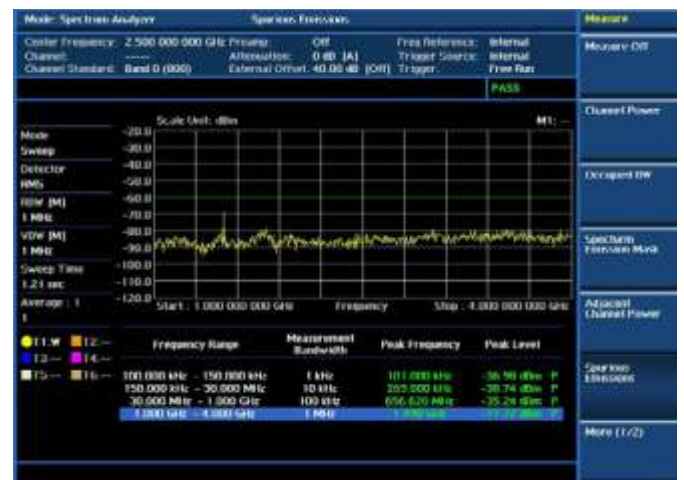 Mode: Spectrum Analyzer
Spurious Emissions
Measure
Center Frequency: 2.500 000 000 GHz
Preamp: Off
Freq Reference: Internal
Channel: -----
Attenuation: 0 dB [A]
Trigger Source: Internal
Channel Standard: Band 0 (800)
External Offset: 40.00 dB [Off]
Trigger: Free Run
PASS
Measure Off
Channel Power
Occupied BW
Spectrum Emission Mask
Adjacent Channel Power
Spurious Emissions
More (1/2)
Scale Unit: dBm
M1: --
Mode
Sweep
Detector
RMS
RBW [M]
1 MHz
VBW [M]
1 MHz
Sweep Time
1.21 sec
Average : 1
1
-20.0
-30.0
-40.0
-50.0
-60.0
-70.0
-80.0
-90.0
-100.0
-110.0
-120.0
Start : 1.000 000 000 GHz
Frequency
Stop : 4.000 000 000 GHz
T1:W T2:--
T3:-- T4:--
T5:-- T6:--
Frequency Range
Measurement Bandwidth
Peak Frequency
Peak Level
100.000 kHz ~ 150.000 kHz 1 kHz 101.000 kHz -36.90 dBm P
150.000 kHz ~ 30.000 MHz 10 kHz 265.000 kHz -38.74 dBm P
30.000 MHz ~ 1.000 GHz 100 kHz 656.620 MHz -35.24 dBm P
1.000 GHz ~ 4.000 GHz 1 MHz